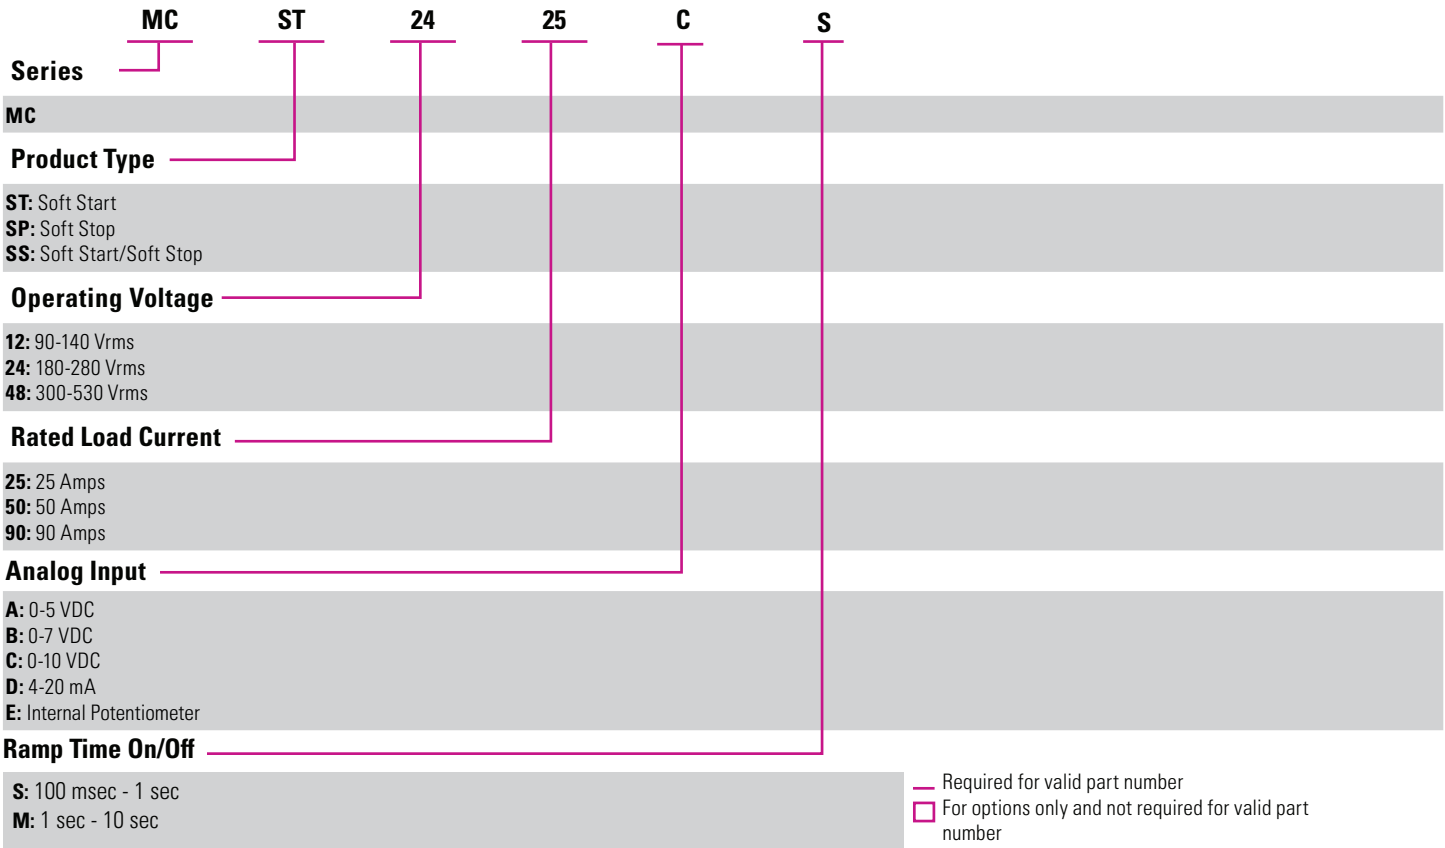 MC ST 24 25 C S
Series
MC
Product Type
ST: Soft Start
SP: Soft Stop
SS: Soft Start/Soft Stop
Operating Voltage
12: 90-140 Vrms
24: 180-280 Vrms
48: 300-530 Vrms
Rated Load Current
25: 25 Amps
50: 50 Amps
90: 90 Amps
Analog Input
A: 0-5 VDC
B: 0-7 VDC
C: 0-10 VDC
D: 4-20 mA
E: Internal Potentiometer
Ramp Time On/Off
S: 100 msec - 1 sec
M: 1 sec - 10 sec
Required for valid part number
For options only and not required for valid part
number